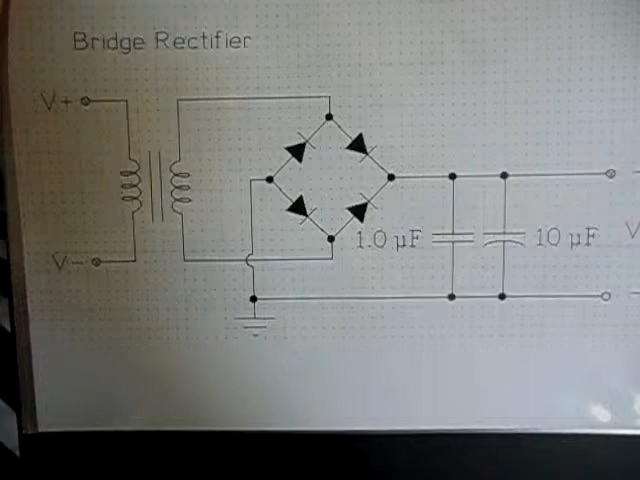 Bridge Rectifier
V+
1.0 µF
10 µF
V
V-